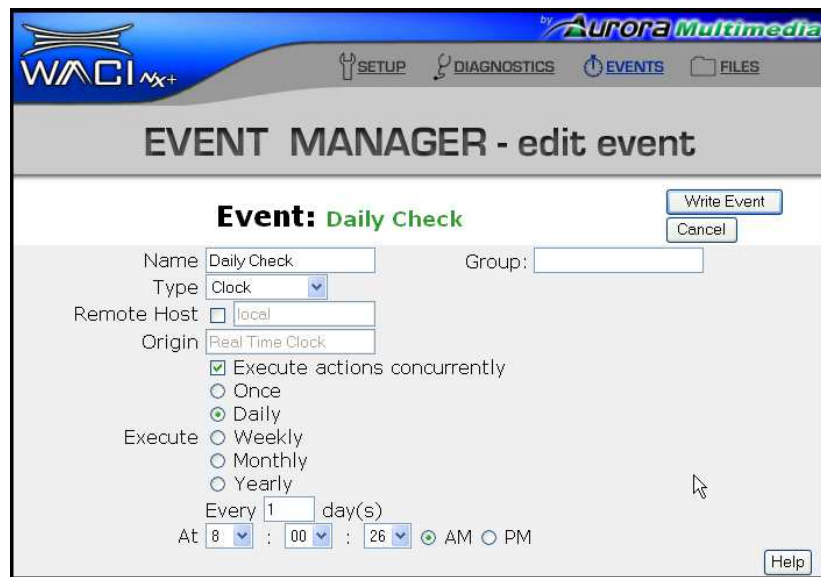 by Aurora Multimedia
WACI NX+
SETUP DIAGNOSTICS EVENTS FILES
EVENT MANAGER - edit event
Event: Daily Check
Write Event
Cancel
Name Daily Check Group:
Type Clock
Remote Host local
Origin Real Time Clock
Execute actions concurrently
Once
Daily
Execute Weekly
Monthly
Yearly
Every 1 day(s)
At 8 : 00 : 26 AM PM
Help